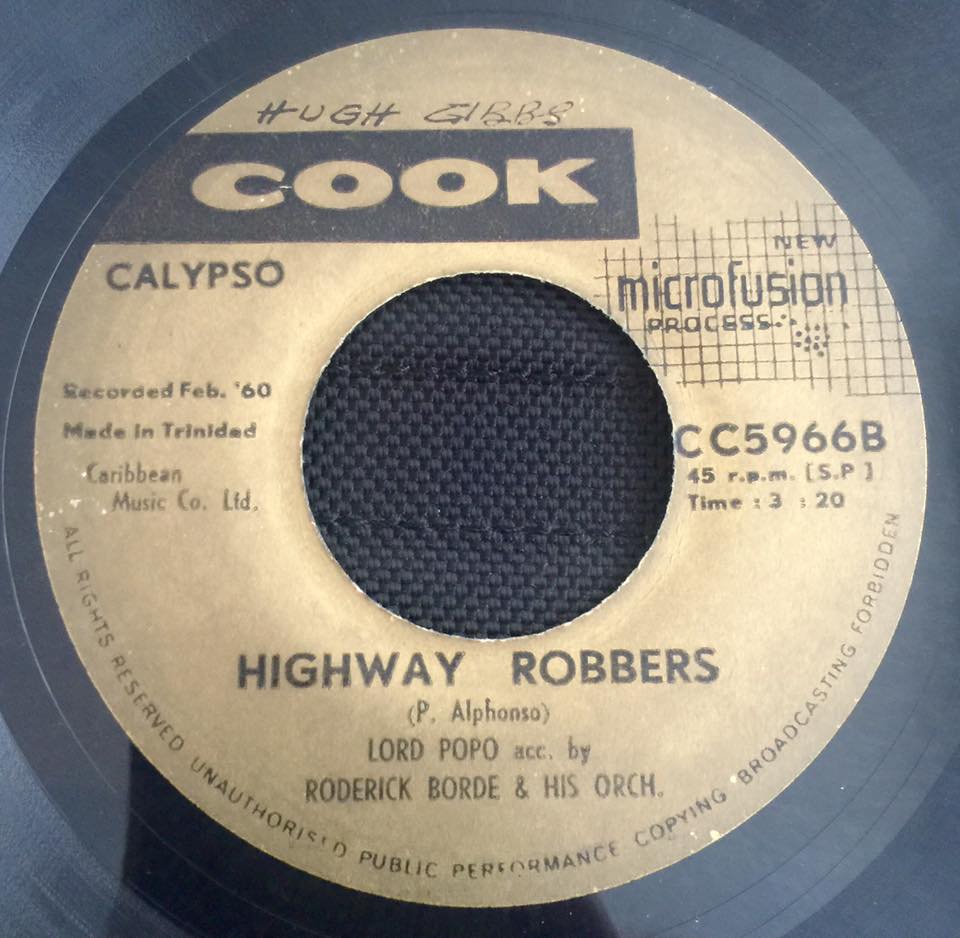 HUGH GIBBS
COOK
CALYPSO
NEW
microfusion
PROCESS
Recorded Feb. '60
Made in Trinidad
Caribbean
Music Co. Ltd.
CC5966B
45 r.p.m. [S.P]
Time : 3 : 20
HIGHWAY ROBBERS
(P. Alphonso)
LORD POPO acc. by
RODERICK BORDE & HIS ORCH.
ALL RIGHTS RESERVED UNAUTHORISED PUBLIC PERFORMANCE COPYING BROADCASTING FORBIDDEN